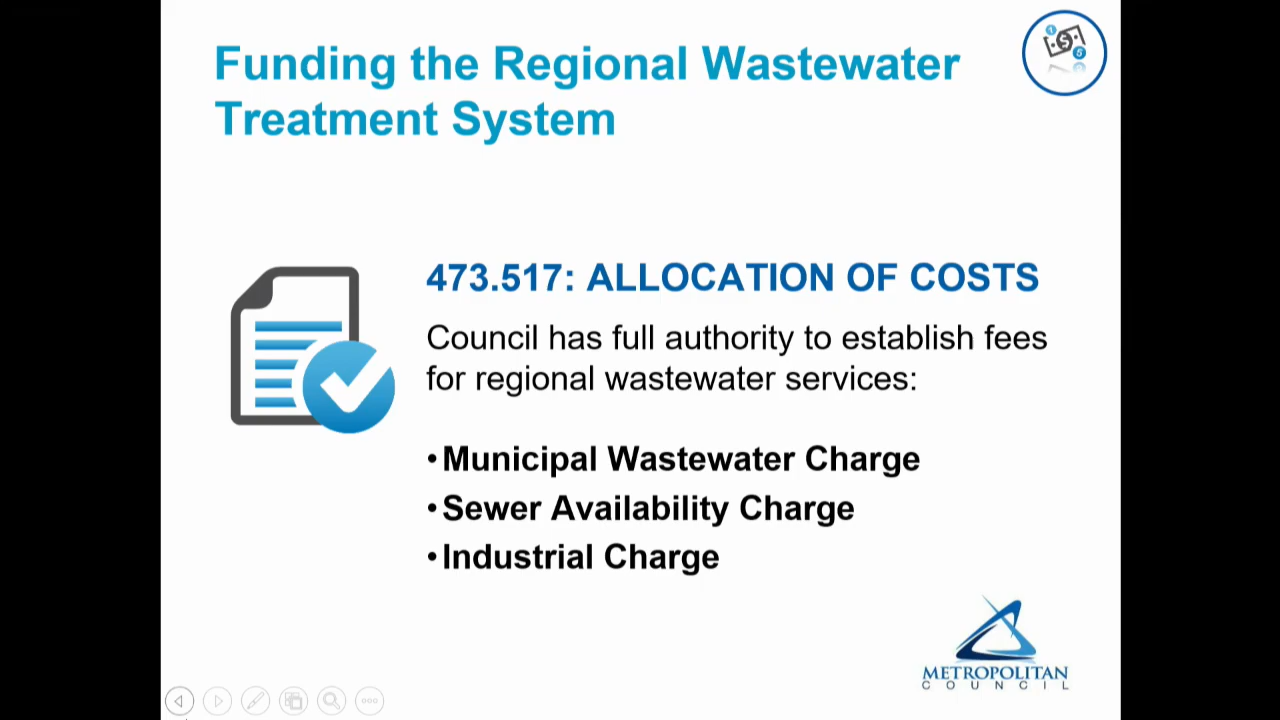 Funding the Regional Wastewater
Treatment System
473.517: ALLOCATION OF COSTS
Council has full authority to establish fees
for regional wastewater services:
•Municipal Wastewater Charge
•Sewer Availability Charge
•Industrial Charge
METROPOLITAN
COUNCIL